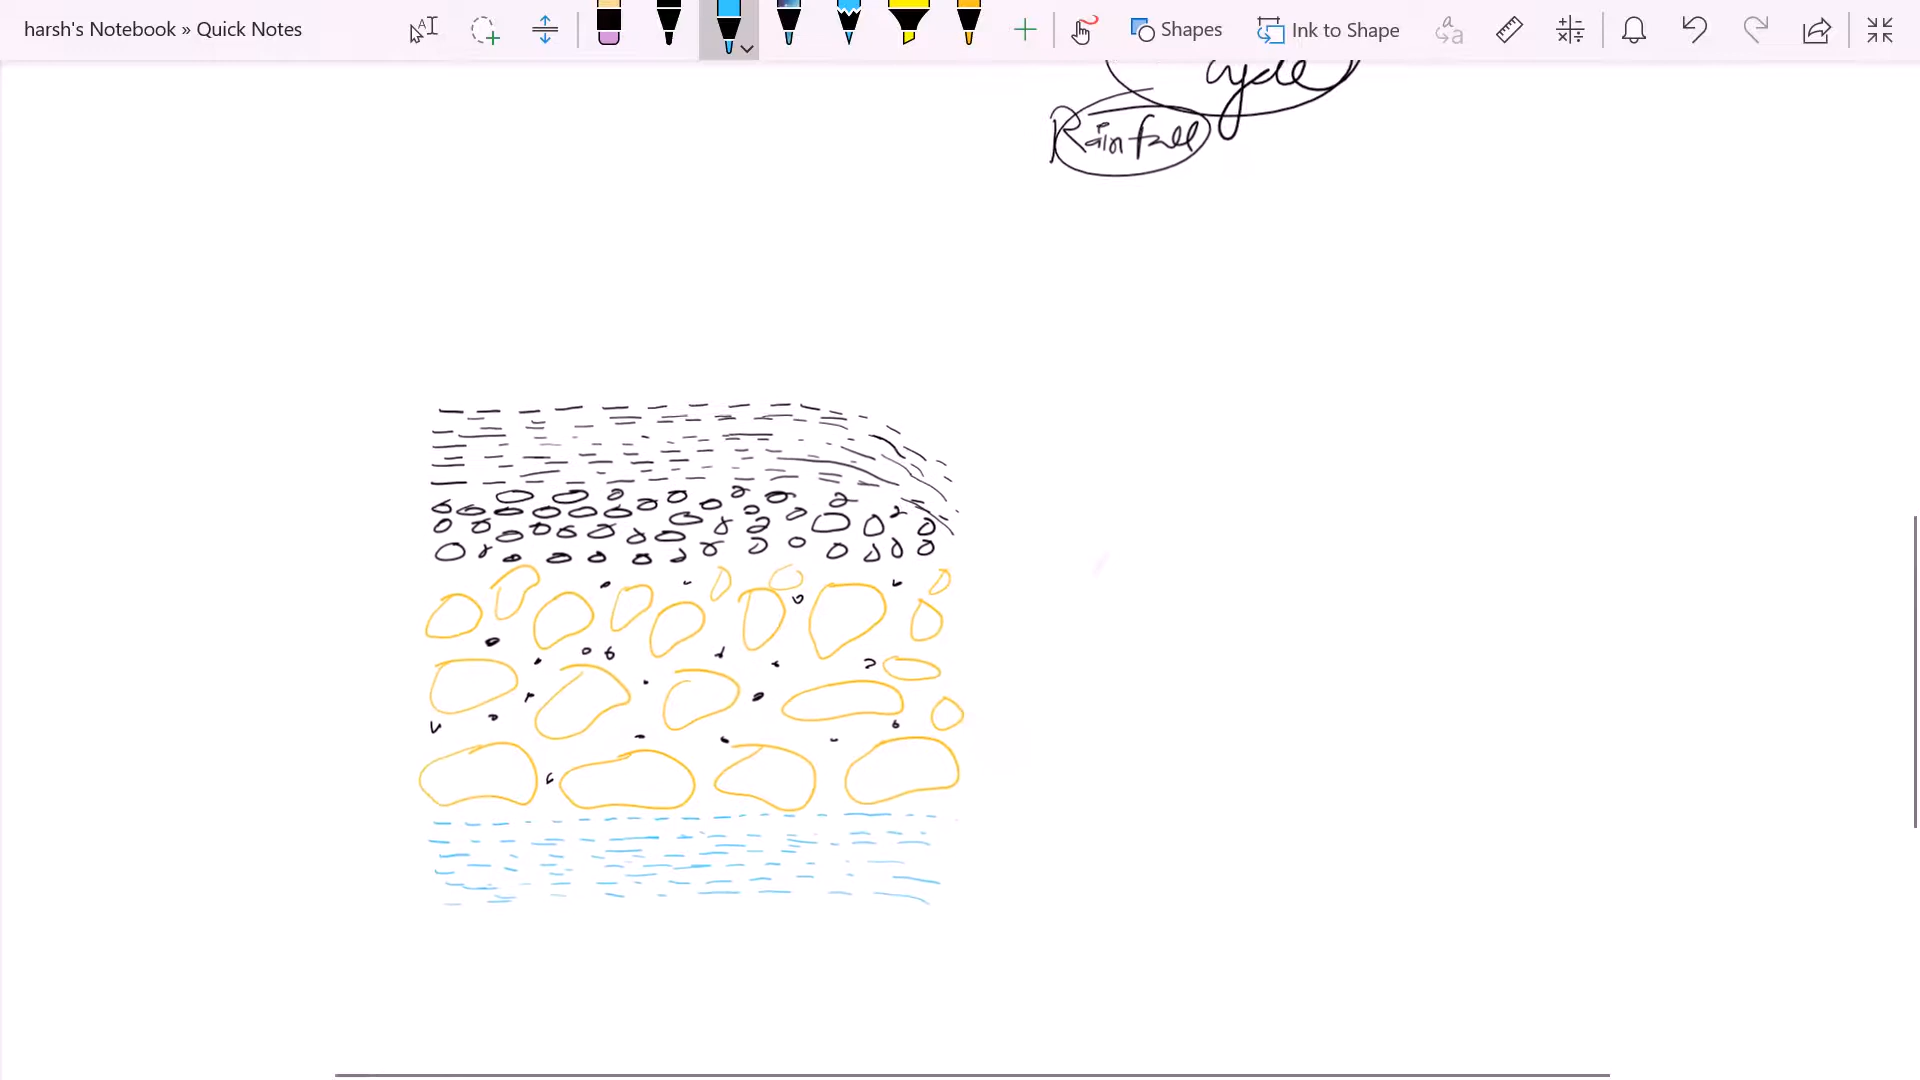 harsh's Notebook » Quick Notes
Shapes
Ink to Shape
Cycle
Rainfall